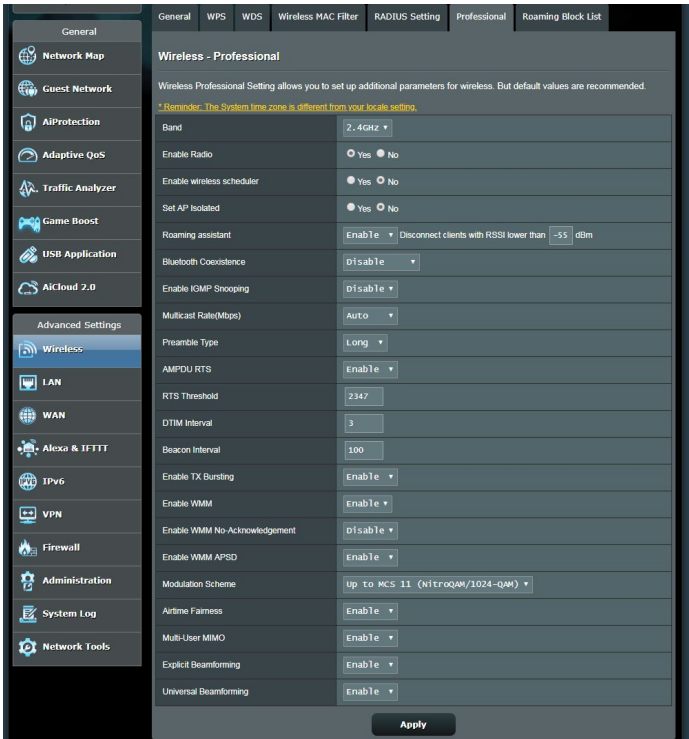 General
Network Map
Guest Network
AiProtection
Adaptive QoS
Traffic Analyzer
Game Boost
USB Application
AiCloud 2.0
Advanced Settings
Wireless
LAN
WAN
Alexa & IFTTT
IPv6
VPN
Firewall
Administration
System Log
Network Tools
General WPS WDS Wireless MAC Filter RADIUS Setting Professional Roaming Block List
Wireless - Professional
Wireless Professional Setting allows you to set up additional parameters for wireless. But default values are recommended.
* Reminder: The System time zone is different from your locale setting.
Band 2.4GHz
Enable Radio Yes No
Enable wireless scheduler Yes No
Set AP Isolated Yes No
Roaming assistant Enable Disconnect clients with RSSI lower than -55 dBm
Bluetooth Coexistence Disable
Enable IGMP Snooping Disable
Multicast Rate(Mbps) Auto
Preamble Type Long
AMPDU RTS Enable
RTS Threshold 2347
DTIM Interval 3
Beacon Interval 100
Enable TX Bursting Enable
Enable WMM Enable
Enable WMM No-Acknowledgement Disable
Enable WMM APSD Enable
Modulation Scheme Up to MCS 11 (NitroQAM/1024-QAM)
Airtime Fairness Enable
Multi-User MIMO Enable
Explicit Beamforming Enable
Universal Beamforming Enable
Apply